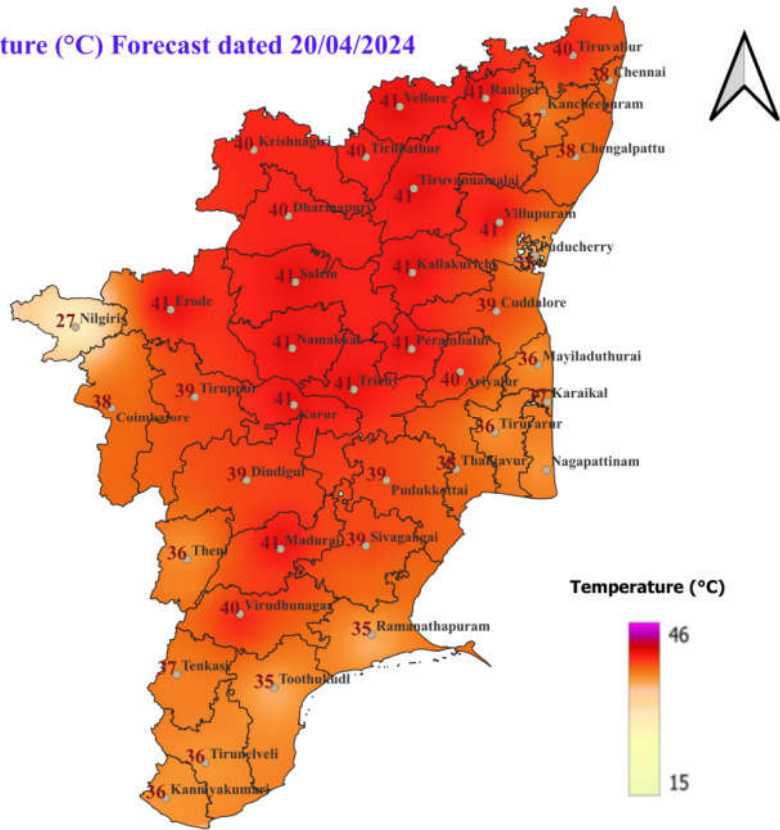 ture (°C) Forecast dated 20/04/2024
40 Tiruvallur
38 Chennai
41 Vellore
41 Ranipet
37 Kancheepuram
40 Krishnagiri
40 Tirupathur
38 Chengalpattu
41 Tiruvannamalai
40 Dharmapuri
41 Villupuram
Puducherry
41 Salem
41 Kallakurichi
41 Erode
39 Cuddalore
27 Nilgiris
41 Namakkal
41 Perambalur
36 Mayiladuthurai
38 Coimbatore
39 Tiruppur
41 Trichy
40 Ariyalur
Karaikal
41 Karur
36 Tiruvarur
39 Dindigul
39 Pudukkottai
Thanjavur
Nagapattinam
36 Theni
41 Madurai
39 Sivagangai
Temperature (°C)
40 Virudhunagar
35 Ramanathapuram
46
37 Tenkasi
35 Toothukudi
36 Tirunelveli
15
36 Kanniyakumari